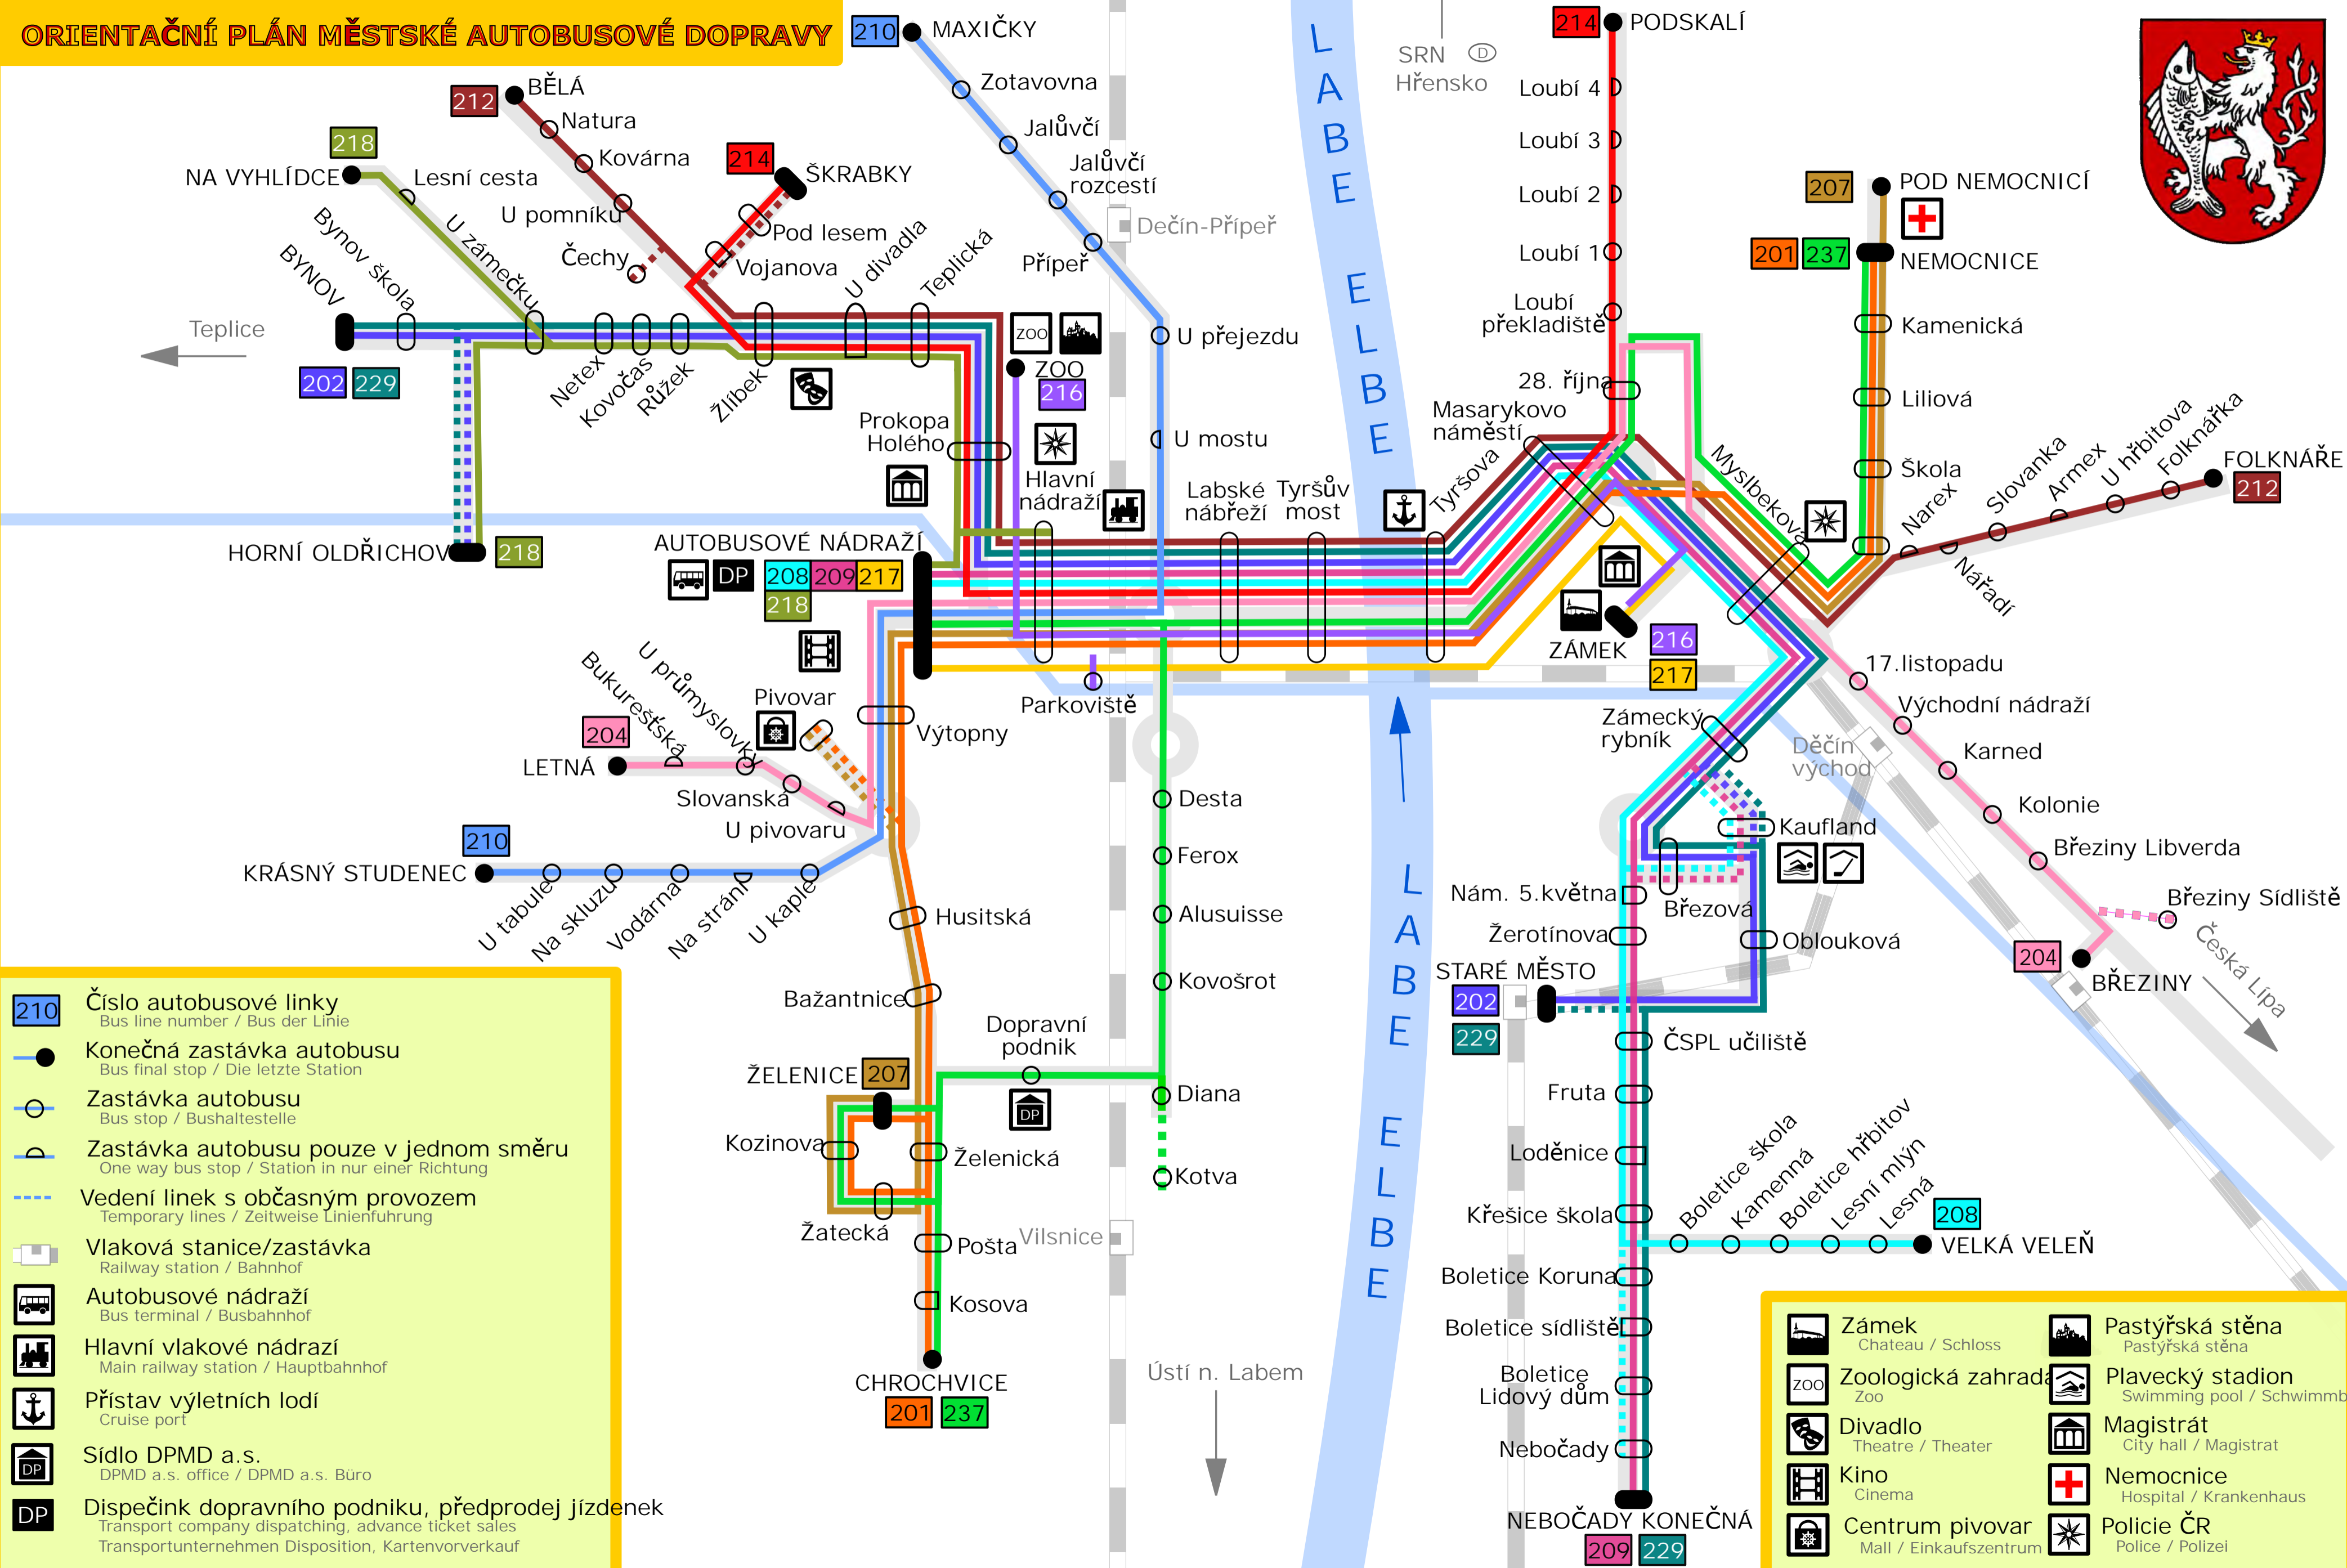 ORIENTAČNÍ PLÁN MĚSTSKÉ AUTOBUSOVÉ DOPRAVY
210
MAXIČKY
Zotavovna
Jalůvčí
Jalůvčí
rozcestí
Přípeř
Dečín-Přípeř
U přejezdu
U mostu
212
BĚLÁ
Natura
Kovárna
U pomníku
Čechy
218
NA VYHLÍDCE
Lesní cesta
U zámečku
214
ŠKRABKY
Pod lesem
Vojanova
Bynov škola
BYNOV
202
229
Teplice
Netex
Kovočas
Růžek
Žlíbek
U divadla
Teplická
Prokopa
Holého
ZOO
ZOO
216
Hlavní
nádraží
HORNÍ OLDŘICHOV
218
AUTOBUSOVÉ NÁDRAŽÍ
DP
208
209
217
218
Labské
nábřeží
Tyršův
most
Tyršova
Masarykovo
náměstí
28. října
LABE ELBE
LABE ELBE
SRN D
Hřensko
214
PODSKALÍ
Loubí 4
Loubí 3
Loubí 2
Loubí 1
Loubí
překladiště
207
POD NEMOCNICÍ
201
237
NEMOCNICE
Kamenická
Liliová
Škola
Myslbekova
Narex
Nářadí
Slovanka
Armex
U hřbitova
Folknářka
FOLKNÁŘE
212
ZÁMEK
216
217
Parkoviště
Výtopny
Pivovar
U průmyslovky
Bukurešťská
204
LETNÁ
Slovanská
U pivovaru
210
KRÁSNÝ STUDENEC
U tabule
Na skluzu
Vodárna
Na stráni
U kaple
Husitská
Bažantnice
ŽELENICE
207
Kozinova
Želenická
Žatecká
Pošta
Kosova
CHROCHVICE
201
237
Dopravní
podnik
DP
Desta
Ferox
Alusuisse
Kovošrot
Diana
Kotva
Vilsnice
Ústí n. Labem
Zámecký
rybník
Děčín
východ
Kaufland
Březová
Oblouková
Nám. 5.května
Žerotínova
STARÉ MĚSTO
202
229
ČSPL učiliště
Fruta
Loděnice
Křešice škola
Boletice Koruna
Boletice sídliště
Boletice
Lidový dům
Nebočady
NEBOČADY KONEČNÁ
209
229
Boletice škola
Kamenná
Boletice hřbitov
Lesní mlýn
Lesná
208
VELKÁ VELEŇ
17.listopadu
Východní nádraží
Karned
Kolonie
Březiny Libverda
Březiny Sídliště
204
BŘEZINY
Česká Lípa
210
Číslo autobusové linky
Bus line number / Bus der Linie
Konečná zastávka autobusu
Bus final stop / Die letzte Station
Zastávka autobusu
Bus stop / Bushaltestelle
Zastávka autobusu pouze v jednom směru
One way bus stop / Station in nur einer Richtung
Vedení linek s občasným provozem
Temporary lines / Zeitweise Linienfuhrung
Vlaková stanice/zastávka
Railway station / Bahnhof
Autobusové nádraží
Bus terminal / Busbahnhof
Hlavní vlakové nádrazí
Main railway station / Hauptbahnhof
Přístav výletních lodí
Cruise port
DP
Sídlo DPMD a.s.
DPMD a.s. office / DPMD a.s. Büro
DP
Dispečink dopravního podniku, předprodej jízdenek
Transport company dispatching, advance ticket sales
Transportunternehmen Disposition, Kartenvorverkauf
Zámek
Chateau / Schloss
ZOO
Zoologická zahrada
Zoo
Divadlo
Theatre / Theater
Kino
Cinema
Centrum pivovar
Mall / Einkaufszentrum
Pastýřská stěna
Pastýřská stěna
Plavecký stadion
Swimming pool / Schwimmb
Magistrát
City hall / Magistrat
Nemocnice
Hospital / Krankenhaus
Policie ČR
Police / Polizei